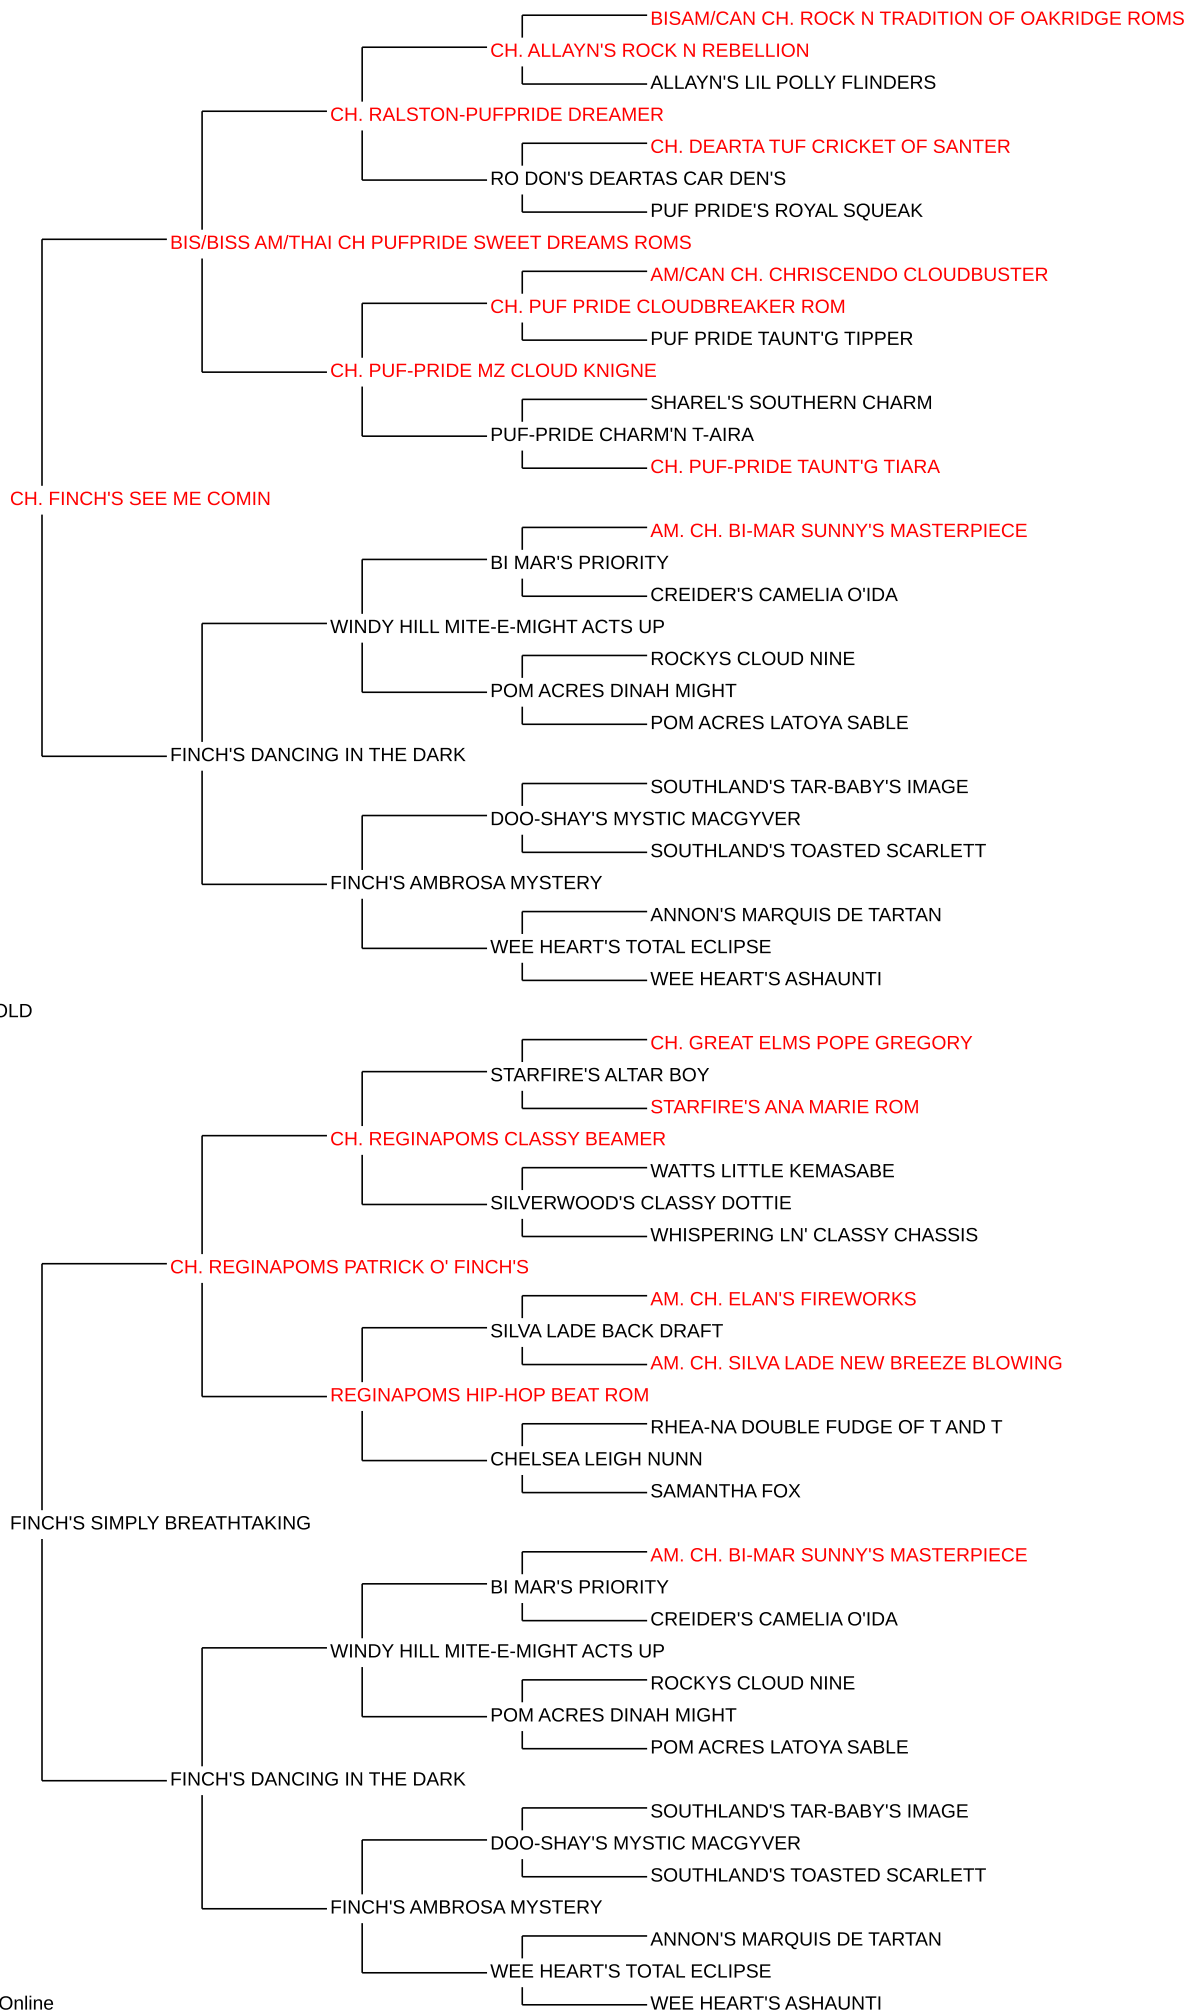 BISAM/CAN CH. ROCK N TRADITION OF OAKRIDGE ROMS
CH. ALLAYN'S ROCK N REBELLION
ALLAYN'S LIL POLLY FLINDERS
CH. RALSTON-PUFPRIDE DREAMER
CH. DEARTA TUF CRICKET OF SANTER
RO DON'S DEARTAS CAR DEN'S
PUF PRIDE'S ROYAL SQUEAK
BIS/BISS AM/THAI CH PUFPRIDE SWEET DREAMS ROMS
AM/CAN CH. CHRISCENDO CLOUDBUSTER
CH. PUF PRIDE CLOUDBREAKER ROM
PUF PRIDE TAUNT'G TIPPER
CH. PUF-PRIDE MZ CLOUD KNIGNE
SHAREL'S SOUTHERN CHARM
PUF-PRIDE CHARM'N T-AIRA
CH. PUF-PRIDE TAUNT'G TIARA
CH. FINCH'S SEE ME COMIN
AM. CH. BI-MAR SUNNY'S MASTERPIECE
BI MAR'S PRIORITY
CREIDER'S CAMELIA O'IDA
WINDY HILL MITE-E-MIGHT ACTS UP
ROCKYS CLOUD NINE
POM ACRES DINAH MIGHT
POM ACRES LATOYA SABLE
FINCH'S DANCING IN THE DARK
SOUTHLAND'S TAR-BABY'S IMAGE
DOO-SHAY'S MYSTIC MACGYVER
SOUTHLAND'S TOASTED SCARLETT
FINCH'S AMBROSA MYSTERY
ANNON'S MARQUIS DE TARTAN
WEE HEART'S TOTAL ECLIPSE
WEE HEART'S ASHAUNTI
OLD
CH. GREAT ELMS POPE GREGORY
STARFIRE'S ALTAR BOY
STARFIRE'S ANA MARIE ROM
CH. REGINAPOMS CLASSY BEAMER
WATTS LITTLE KEMASABE
SILVERWOOD'S CLASSY DOTTIE
WHISPERING LN' CLASSY CHASSIS
CH. REGINAPOMS PATRICK O' FINCH'S
AM. CH. ELAN'S FIREWORKS
SILVA LADE BACK DRAFT
AM. CH. SILVA LADE NEW BREEZE BLOWING
REGINAPOMS HIP-HOP BEAT ROM
RHEA-NA DOUBLE FUDGE OF T AND T
CHELSEA LEIGH NUNN
SAMANTHA FOX
FINCH'S SIMPLY BREATHTAKING
AM. CH. BI-MAR SUNNY'S MASTERPIECE
BI MAR'S PRIORITY
CREIDER'S CAMELIA O'IDA
WINDY HILL MITE-E-MIGHT ACTS UP
ROCKYS CLOUD NINE
POM ACRES DINAH MIGHT
POM ACRES LATOYA SABLE
FINCH'S DANCING IN THE DARK
SOUTHLAND'S TAR-BABY'S IMAGE
DOO-SHAY'S MYSTIC MACGYVER
SOUTHLAND'S TOASTED SCARLETT
FINCH'S AMBROSA MYSTERY
ANNON'S MARQUIS DE TARTAN
WEE HEART'S TOTAL ECLIPSE
WEE HEART'S ASHAUNTI
Online